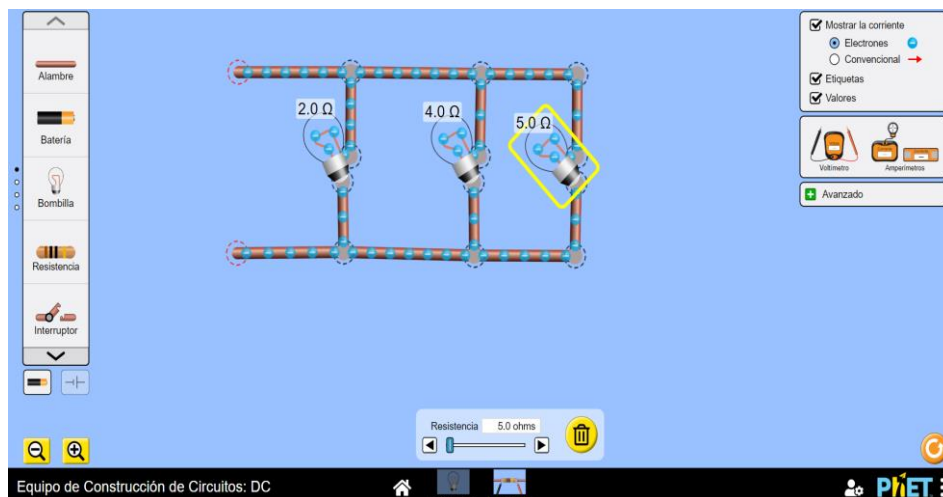 Alambre
Batería
Bombilla
Resistencia
Interruptor
2.0 Ω
4.0 Ω
5.0 Ω
Mostrar la corriente
Electrones
Convencional
Etiquetas
Valores
Voltímetro
Amperímetros
Avanzado
Resistencia 5.0 ohms
Equipo de Construcción de Circuitos: DC
PhET